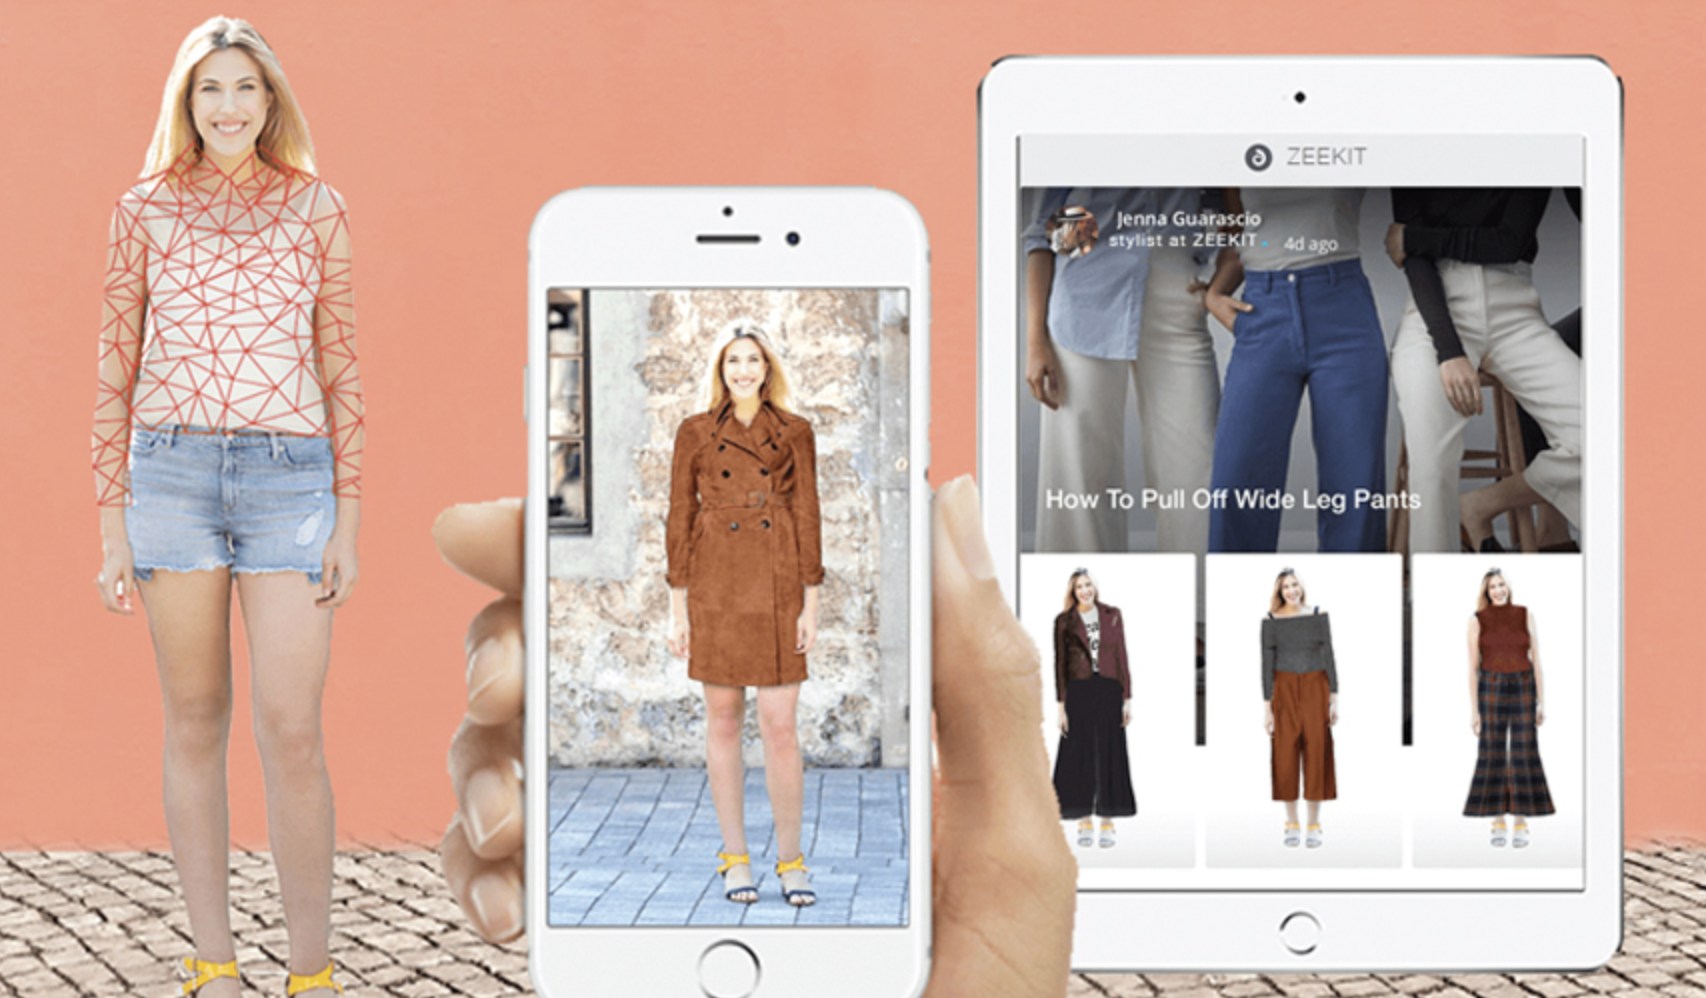 ZEEKIT
Jenna Guarascio
stylist at ZEEKIT
4d ago
How To Pull Off Wide Leg Pants